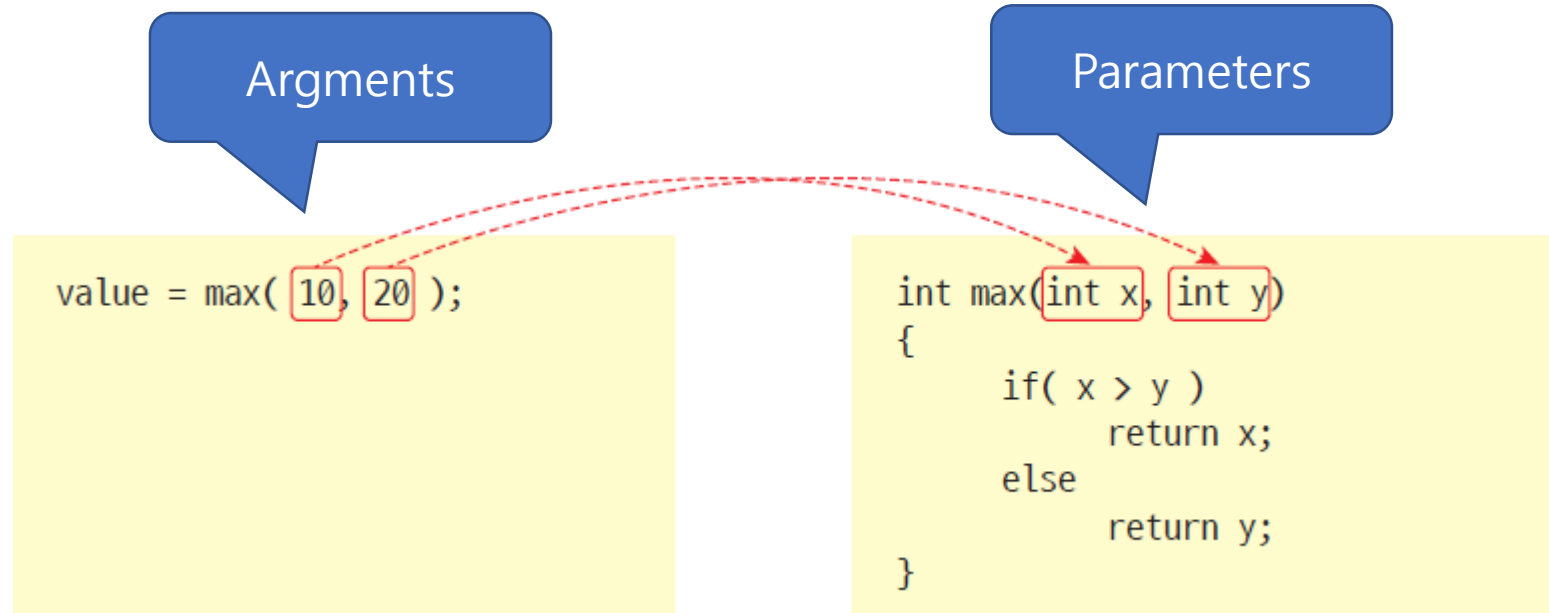 Argments
Parameters
value = max( 10, 20 );
int max(int x, int y)
{
if( x > y )
return x;
else
return y;
}